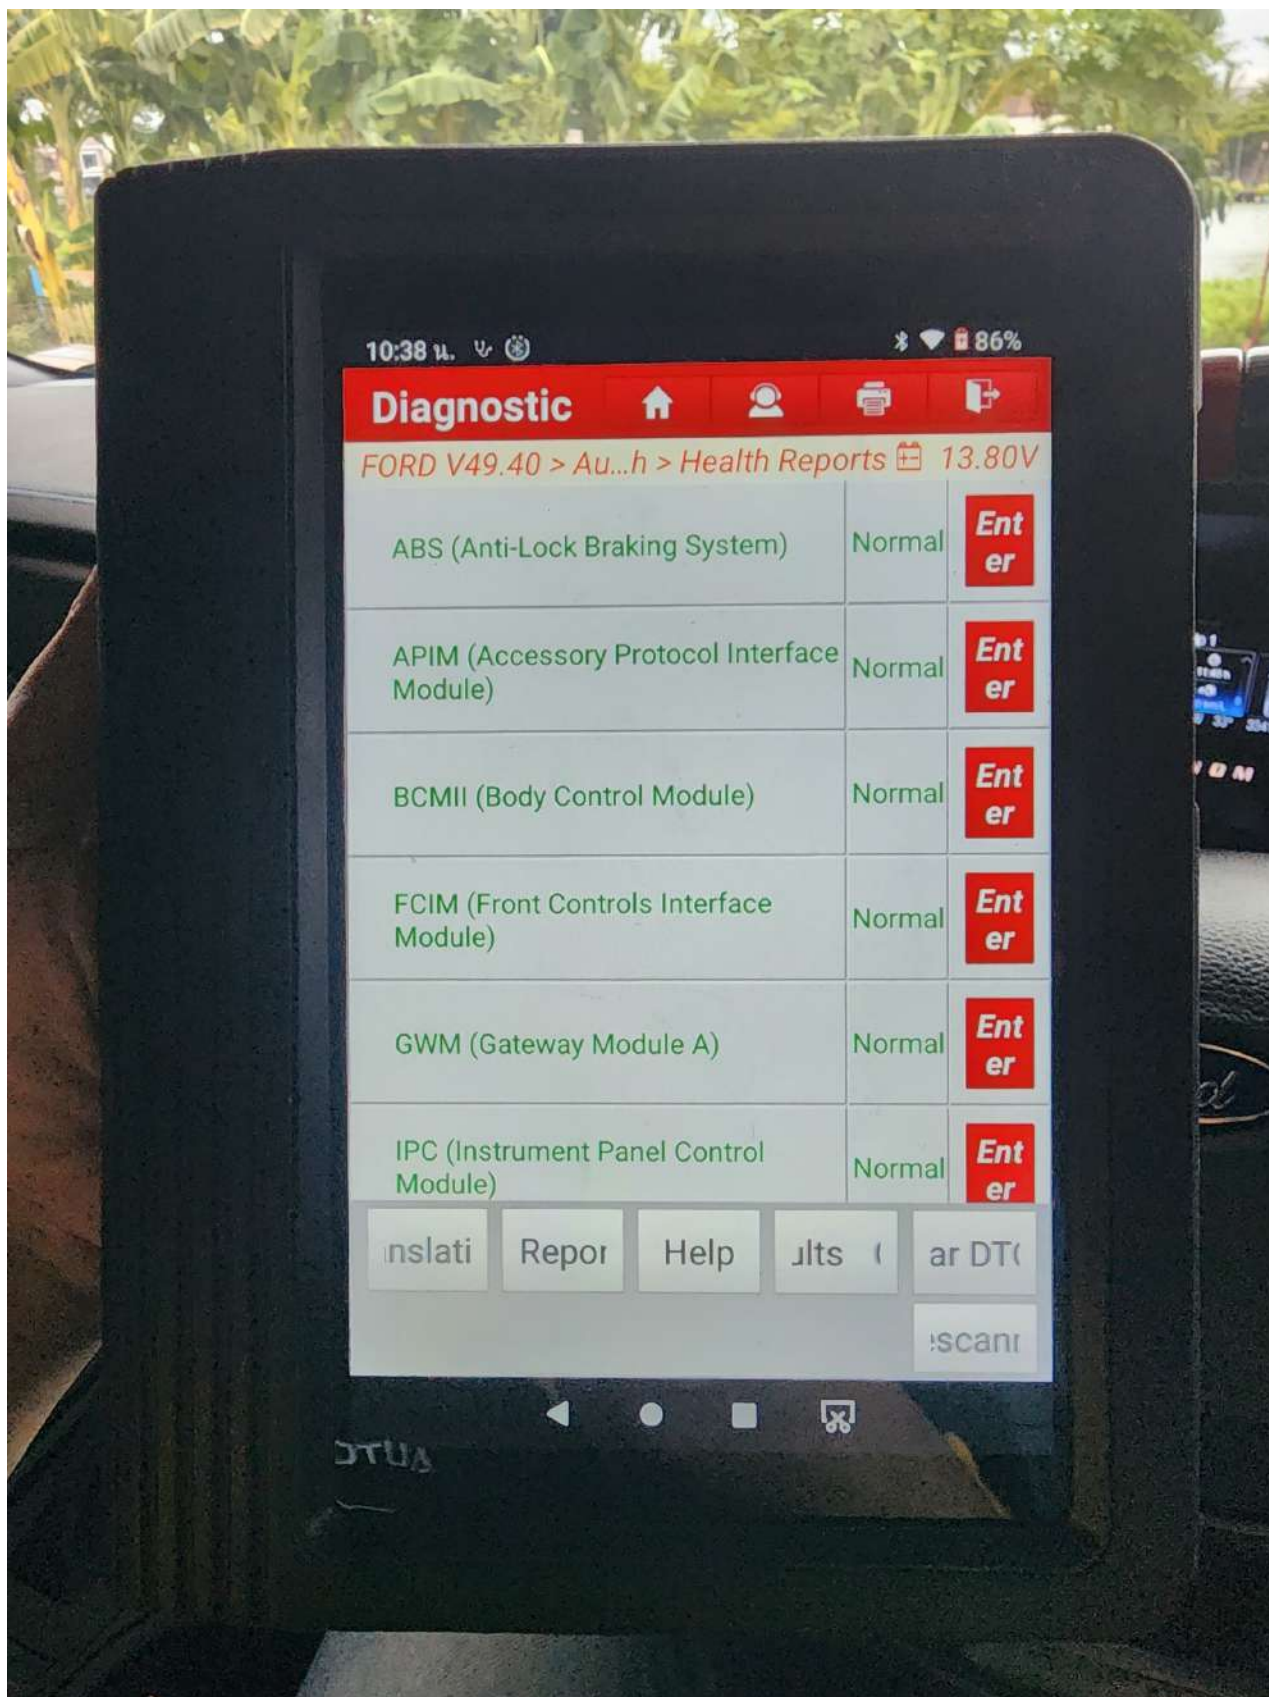 10:38 น.
86%
Diagnostic
FORD V49.40 > Au...h > Health Reports 13.80V
ABS (Anti-Lock Braking System)
Normal
Ent
er
APIM (Accessory Protocol Interface
Module)
Normal
Ent
er
BCMII (Body Control Module)
Normal
Ent
er
FCIM (Front Controls Interface
Module)
Normal
Ent
er
GWM (Gateway Module A)
Normal
Ent
er
IPC (Instrument Panel Control
Module)
Normal
Ent
er
nslati
Repor
Help
ults
ar DTC
scan